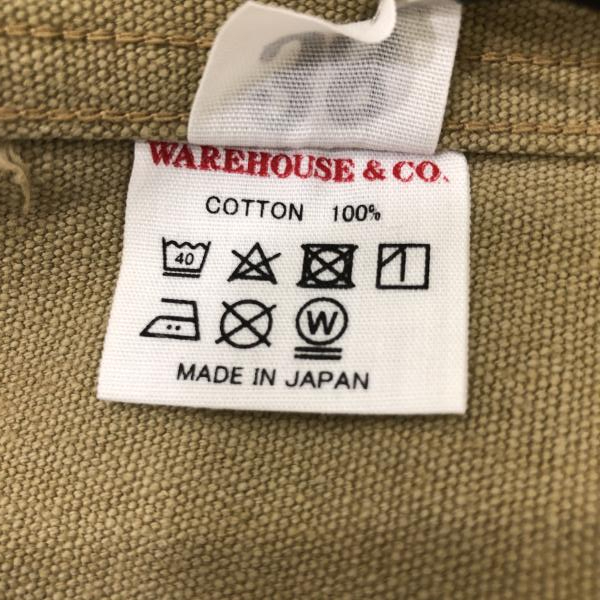 WAREHOUSE & CO.
COTTON 100%
40
W
MADE IN JAPAN